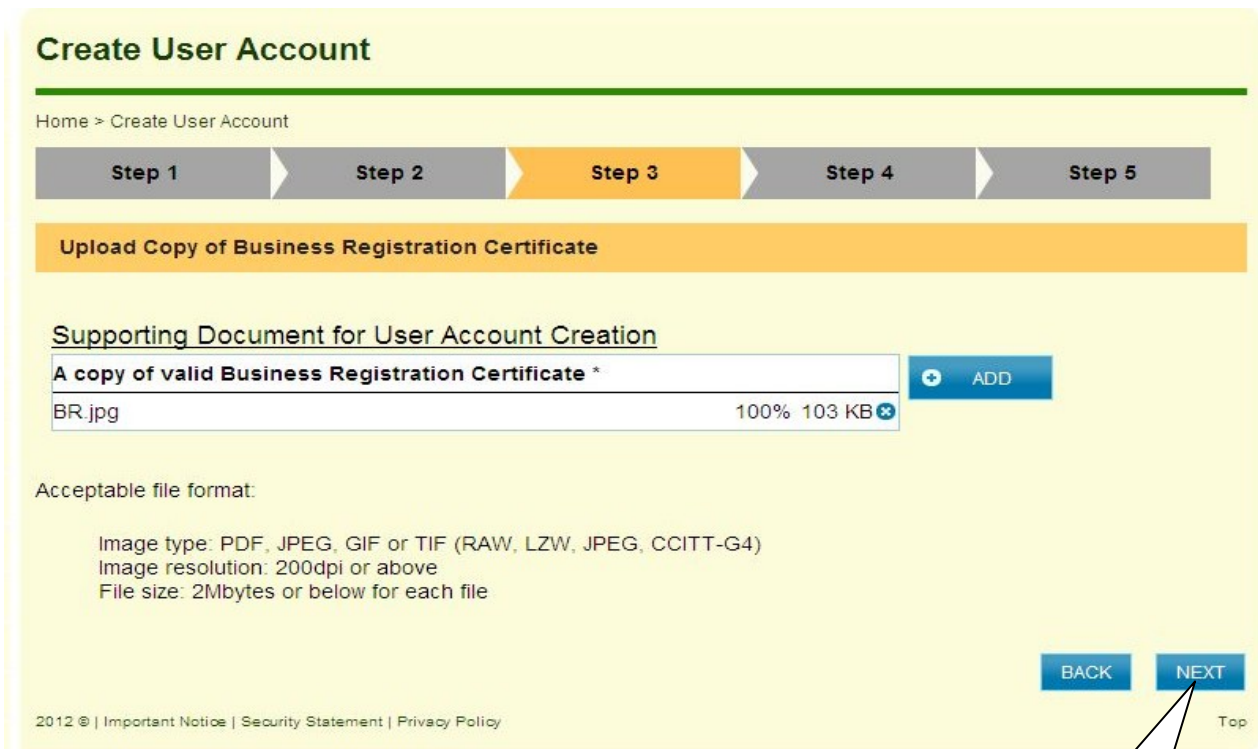 Create User Account
Home > Create User Account
Step 1 Step 2 Step 3 Step 4 Step 5
Upload Copy of Business Registration Certificate
Supporting Document for User Account Creation
A copy of valid Business Registration Certificate *
ADD
BR.jpg 100% 103 KB
Acceptable file format:
Image type: PDF, JPEG, GIF or TIF (RAW, LZW, JPEG, CCITT-G4)
Image resolution: 200dpi or above
File size: 2Mbytes or below for each file
BACK NEXT
2012 © | Important Notice | Security Statement | Privacy Policy Top